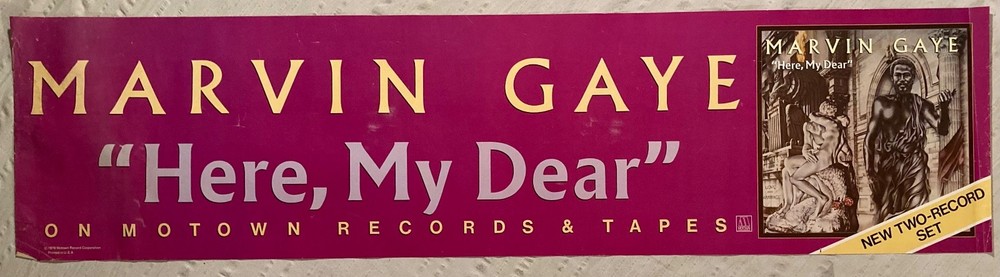 MARVIN GAYE
"Here, My Dear"
ON MOTOWN RECORDS & TAPES
MARVIN GAYE
"Here, My Dear"
NEW TWO-RECORD
SET